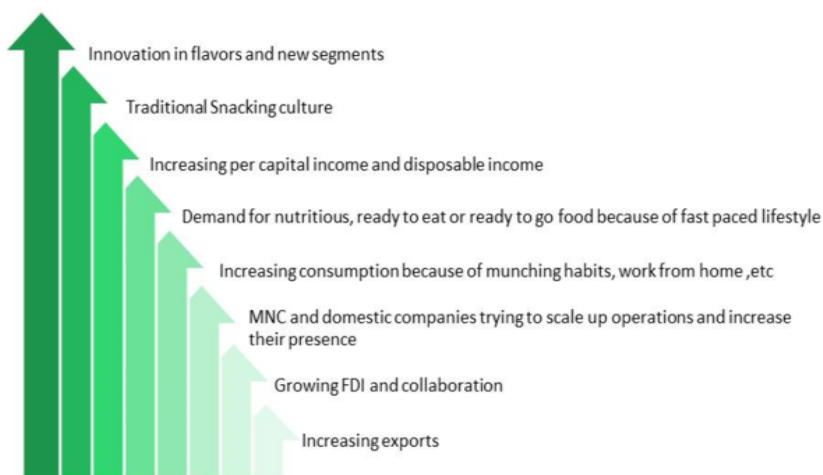 Innovation in flavors and new segments
Traditional Snacking culture
Increasing per capital income and disposable income
Demand for nutritious, ready to eat or ready to go food because of fast paced lifestyle
Increasing consumption because of munching habits, work from home ,etc
MNC and domestic companies trying to scale up operations and increase
their presence
Growing FDI and collaboration
Increasing exports